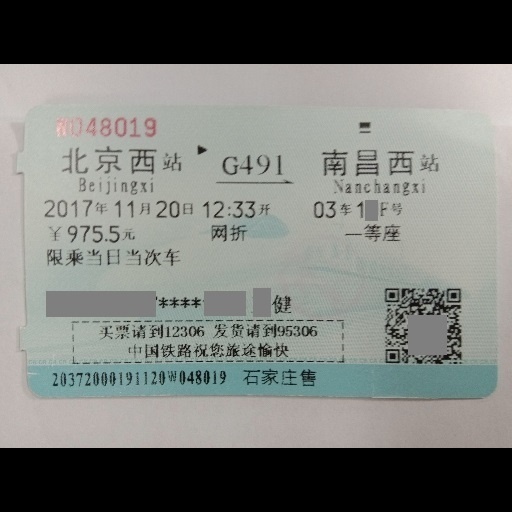 W048019
北京西站 G491 南昌西站
Beijingxi Nanchangxi
2017年11月20日 12:33开 03车1 F号
￥975.5元 网折 一等座
限乘当日当次车
**** 健
买票请到12306 发货请到95306
中国铁路祝您旅途愉快
20372000191120W048019 石家庄售